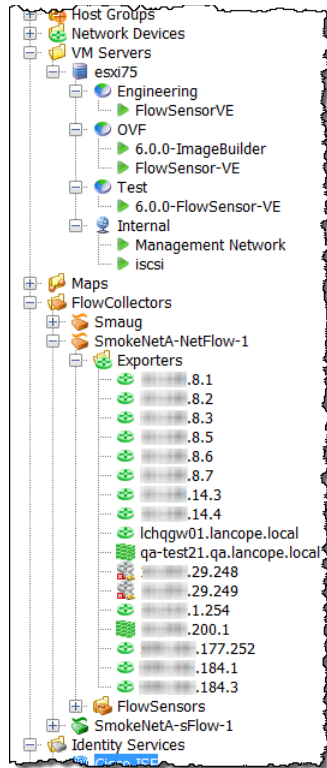 Host Groups
Network Devices
VM Servers
esxi75
Engineering
FlowSensorVE
OVF
6.0.0-ImageBuilder
FlowSensor-VE
Test
6.0.0-FlowSensor-VE
Internal
Management Network
iscsi
Maps
FlowCollectors
Smaug
SmokeNetA-NetFlow-1
Exporters
.8.1
.8.2
.8.3
.8.5
.8.6
.8.7
.14.3
.14.4
lchqgw01.lancope.local
qa-test21.qa.lancope.local
.29.248
.29.249
.1.254
.200.1
.177.252
.184.1
.184.3
FlowSensors
SmokeNetA-sFlow-1
Identity Services
Cisco ISE